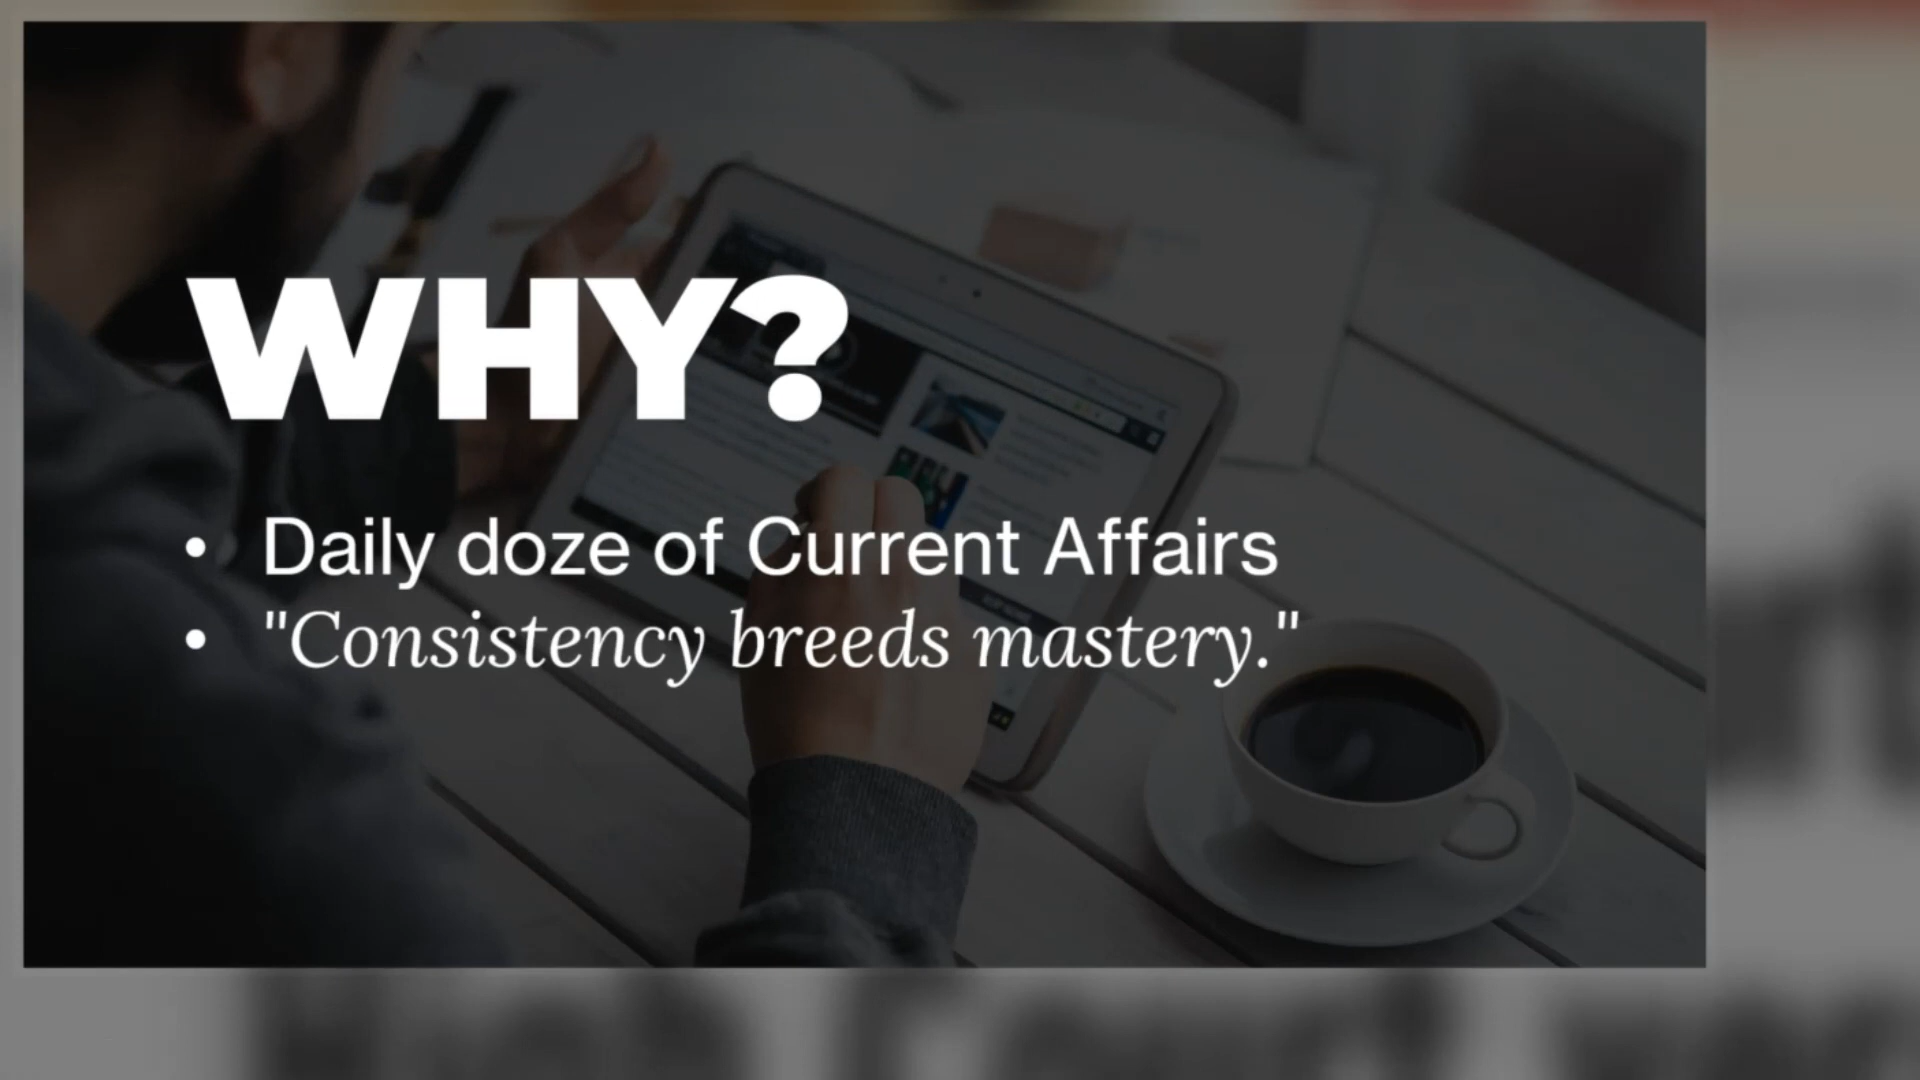 WHY?
• Daily doze of Current Affairs
• "Consistency breeds mastery."